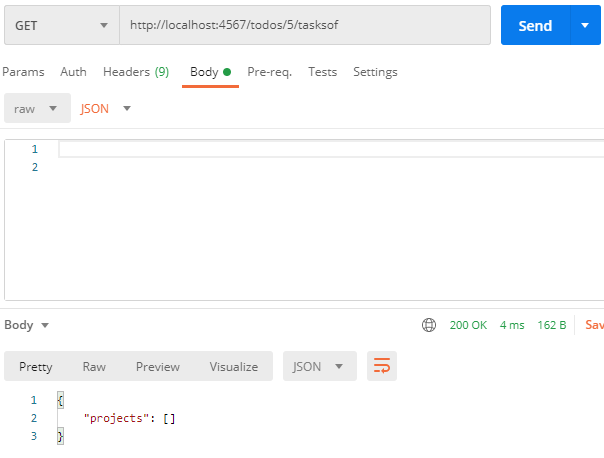 GET http://localhost:4567/todos/5/tasksof Send
Params Auth Headers (9) Body Pre-req. Tests Settings
raw JSON
1
2
Body 200 OK 4 ms 162 B Sav
Pretty Raw Preview Visualize JSON
1 {
2 "projects": []
3 }